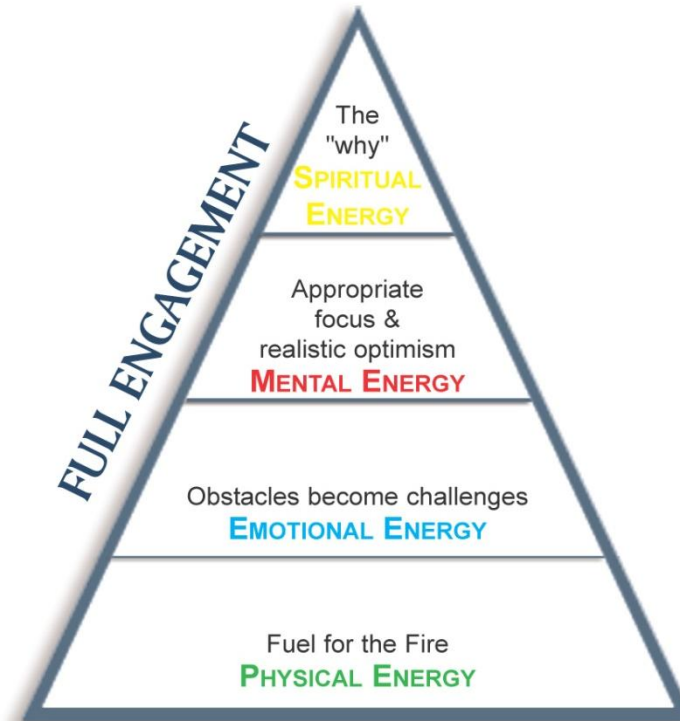 FULL ENGAGEMENT
The
"why"
SPIRITUAL
ENERGY
Appropriate
focus &
realistic optimism
MENTAL ENERGY
Obstacles become challenges
EMOTIONAL ENERGY
Fuel for the Fire
PHYSICAL ENERGY